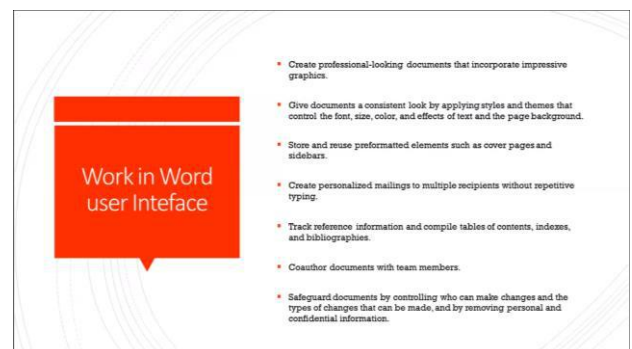 Work in Word
user Inteface
Create professional-looking documents that incorporate impressive
graphics.
Give documents a consistent look by applying styles and themes that
control the font, size, color, and effects of text and the page background.
Store and reuse preformatted elements such as cover pages and
sidebars.
Create personalized mailings to multiple recipients without repetitive
typing.
Track reference information and compile tables of contents, indexes,
and bibliographies.
Coauthor documents with team members.
Safeguard documents by controlling who can make changes and the
types of changes that can be made, and by removing personal and
confidential information.